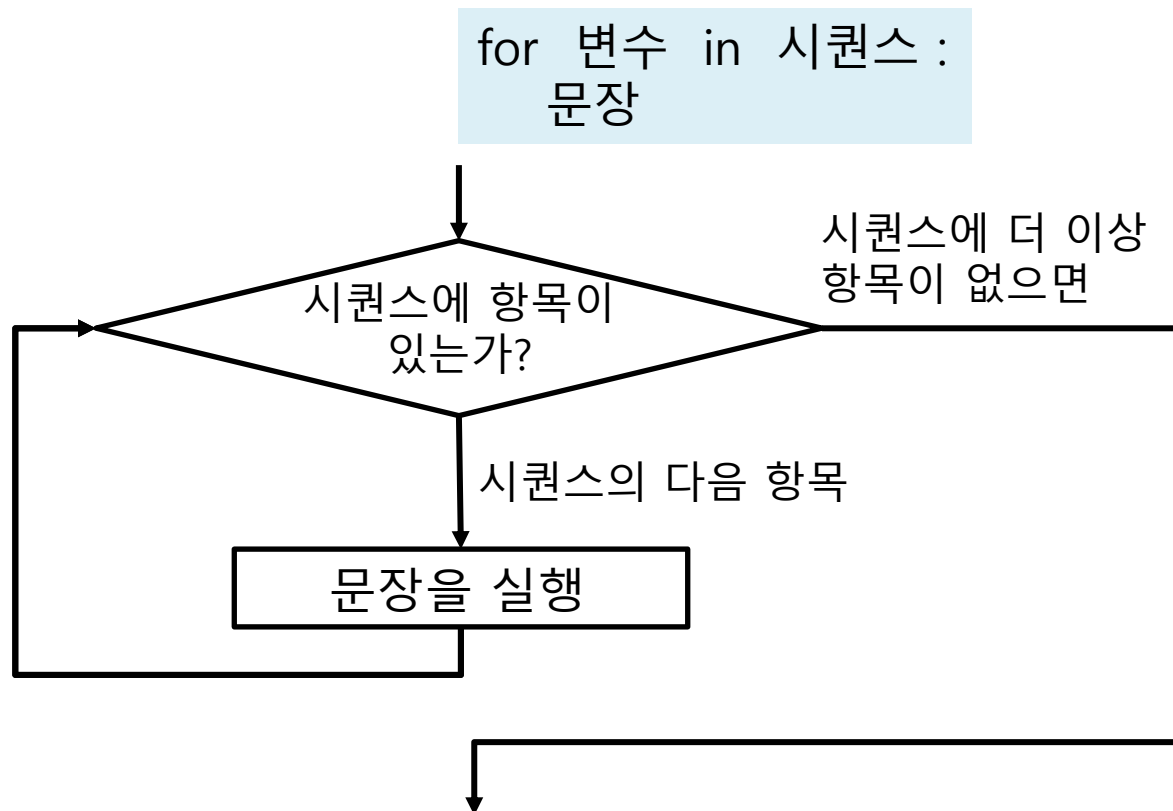 for 변수 in 시퀀스 :
문장
시퀀스에 더 이상
항목이 없으면
시퀀스에 항목이
있는가?
시퀀스의 다음 항목
문장을 실행